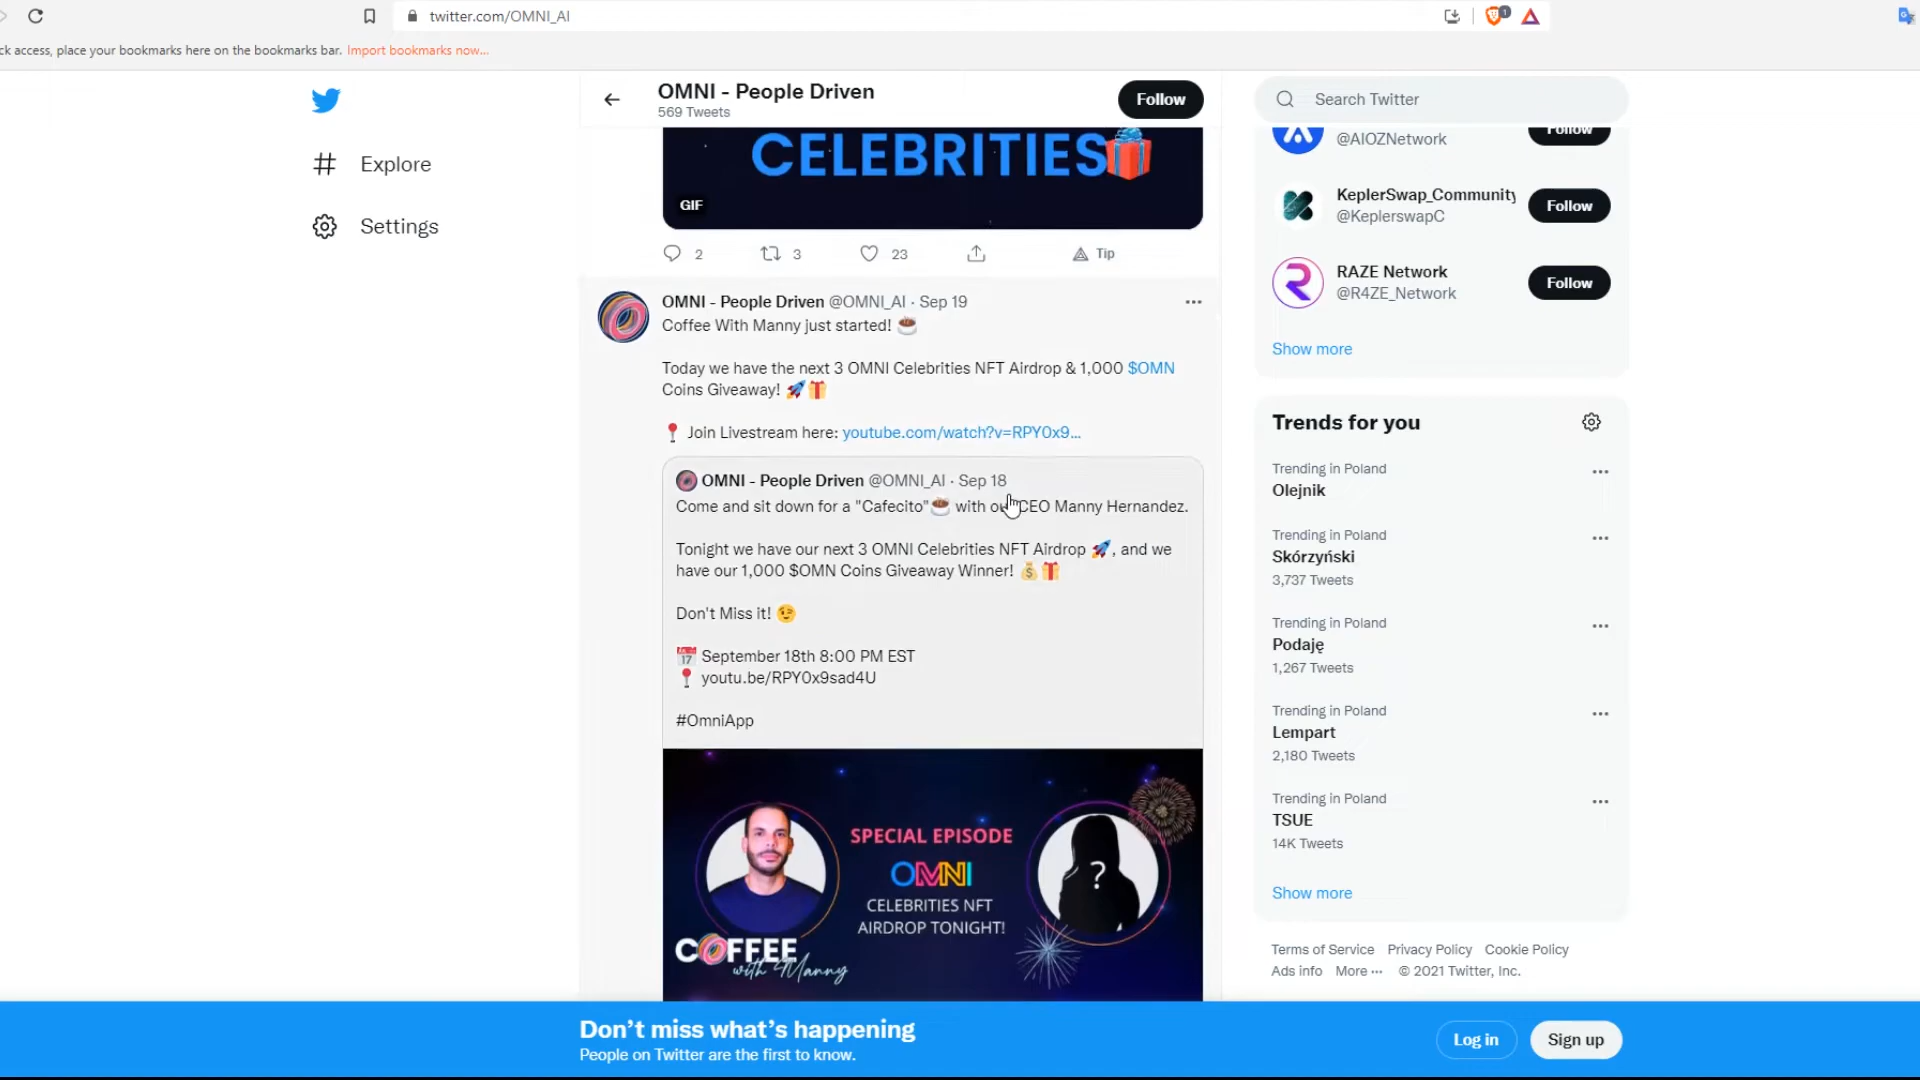 twitter.com/OMNI_AI
1
ck access, place your bookmarks here on the bookmarks bar. Import bookmarks now...
Explore
Settings
OMNI - People Driven
569 Tweets
Follow
CELEBRITIES
GIF
2
3
23
Tip
OMNI - People Driven @OMNI_AI · Sep 19
Coffee With Manny just started!
Today we have the next 3 OMNI Celebrities NFT Airdrop & 1,000 $OMN
Coins Giveaway!
Join Livestream here: youtube.com/watch?v=RPY0x9...
OMNI - People Driven @OMNI_AI · Sep 18
Come and sit down for a "Cafecito" with our CEO Manny Hernandez.
Tonight we have our next 3 OMNI Celebrities NFT Airdrop , and we
have our 1,000 $OMN Coins Giveaway Winner!
Don't Miss it!
September 18th 8:00 PM EST
youtu.be/RPY0x9sad4U
#OmniApp
SPECIAL EPISODE
OMNI
CELEBRITIES NFT
AIRDROP TONIGHT!
?
COFFEE
with Manny
Search Twitter
@AIOZNetwork
Follow
KeplerSwap_Community
@KeplerswapC
Follow
RAZE Network
@R4ZE_Network
Follow
Show more
Trends for you
Trending in Poland
Olejnik
Trending in Poland
Skórzyński
3,737 Tweets
Trending in Poland
Podaję
1,267 Tweets
Trending in Poland
Lempart
2,180 Tweets
Trending in Poland
TSUE
14K Tweets
Show more
Terms of Service Privacy Policy Cookie Policy
Ads info More ··· © 2021 Twitter, Inc.
Don't miss what's happening
People on Twitter are the first to know.
Log in
Sign up